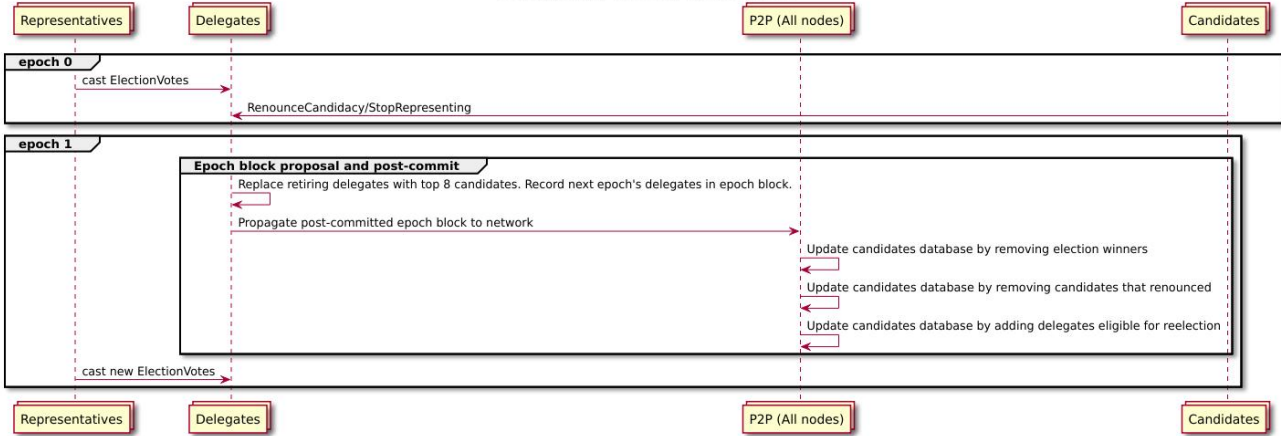 Representatives
Delegates
P2P (All nodes)
Candidates
epoch 0
cast ElectionVotes
RenounceCandidacy/StopRepresenting
epoch 1
Epoch block proposal and post-commit
Replace retiring delegates with top 8 candidates. Record next epoch's delegates in epoch block.
Propagate post-committed epoch block to network
Update candidates database by removing election winners
Update candidates database by removing candidates that renounced
Update candidates database by adding delegates eligible for reelection
cast new ElectionVotes
Representatives
Delegates
P2P (All nodes)
Candidates